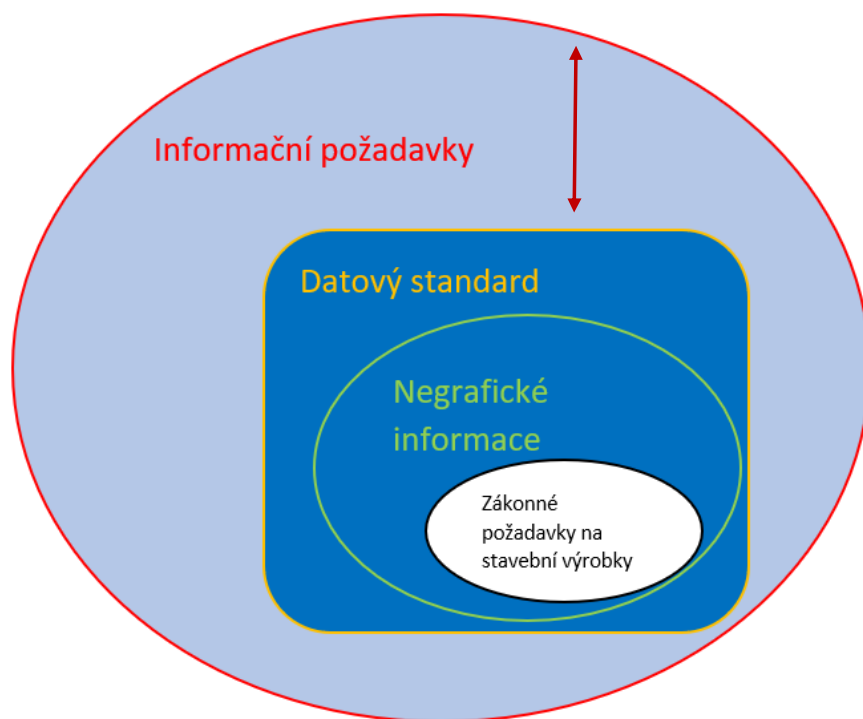 Informační požadavky
Datový standard
Negrafické
informace
Zákonné
požadavky na
stavební výrobky